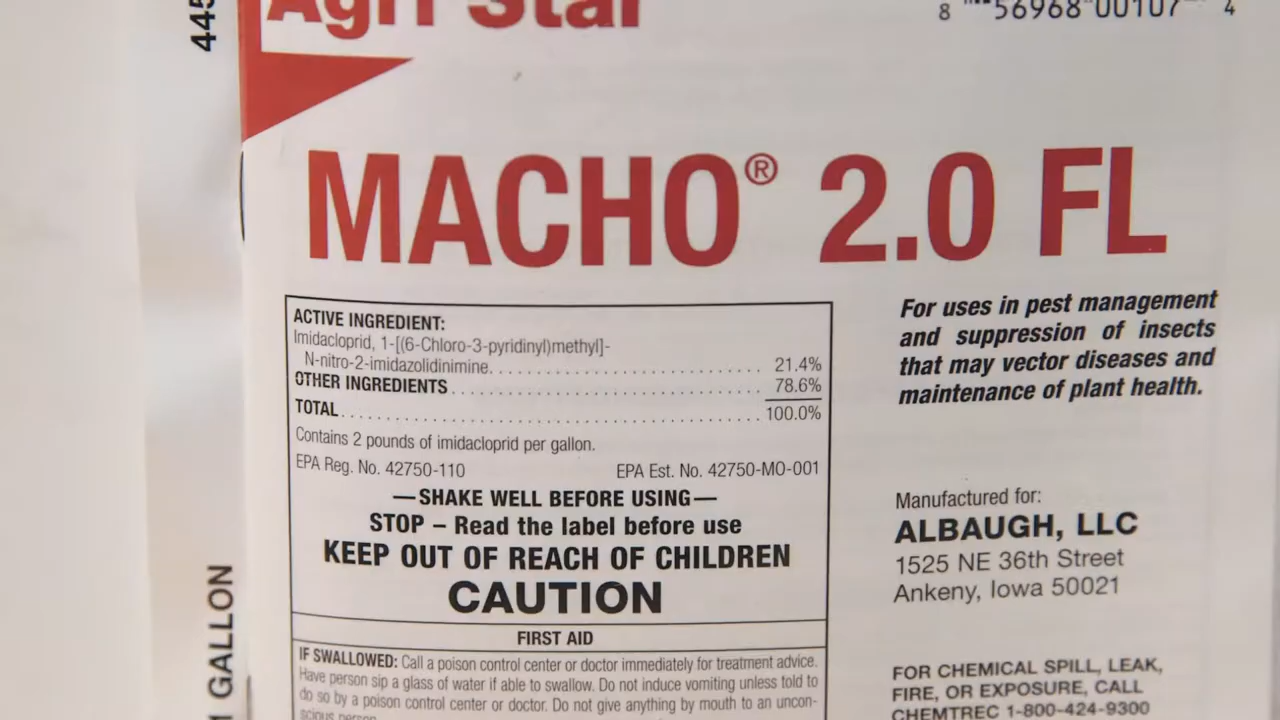 Agri Star
445
MACHO® 2.0 FL
ACTIVE INGREDIENT:
Imidacloprid, 1-[(6-Chloro-3-pyridinyl)methyl]-
N-nitro-2-imidazolidinimine. . . . . . . . . . . . . . . . . . . . . . . . . . . . . . 21.4%
OTHER INGREDIENTS . . . . . . . . . . . . . . . . . . . . . . . . . . . . . . . . . . 78.6%
TOTAL . . . . . . . . . . . . . . . . . . . . . . . . . . . . . . . . . . . . . . . . . . . . . . 100.0%
Contains 2 pounds of imidacloprid per gallon.
EPA Reg. No. 42750-110 EPA Est. No. 42750-MO-001
—SHAKE WELL BEFORE USING—
STOP – Read the label before use
KEEP OUT OF REACH OF CHILDREN
CAUTION
FIRST AID
IF SWALLOWED: Call a poison control center or doctor immediately for treatment advice.
Have person sip a glass of water if able to swallow. Do not induce vomiting unless told to
do so by a poison control center or doctor. Do not give anything by mouth to an uncon-
scious person.
For uses in pest management
and suppression of insects
that may vector diseases and
maintenance of plant health.
Manufactured for:
ALBAUGH, LLC
1525 NE 36th Street
Ankeny, Iowa 50021
FOR CHEMICAL SPILL, LEAK,
FIRE, OR EXPOSURE, CALL
CHEMTREC 1-800-424-9300
1 GALLON